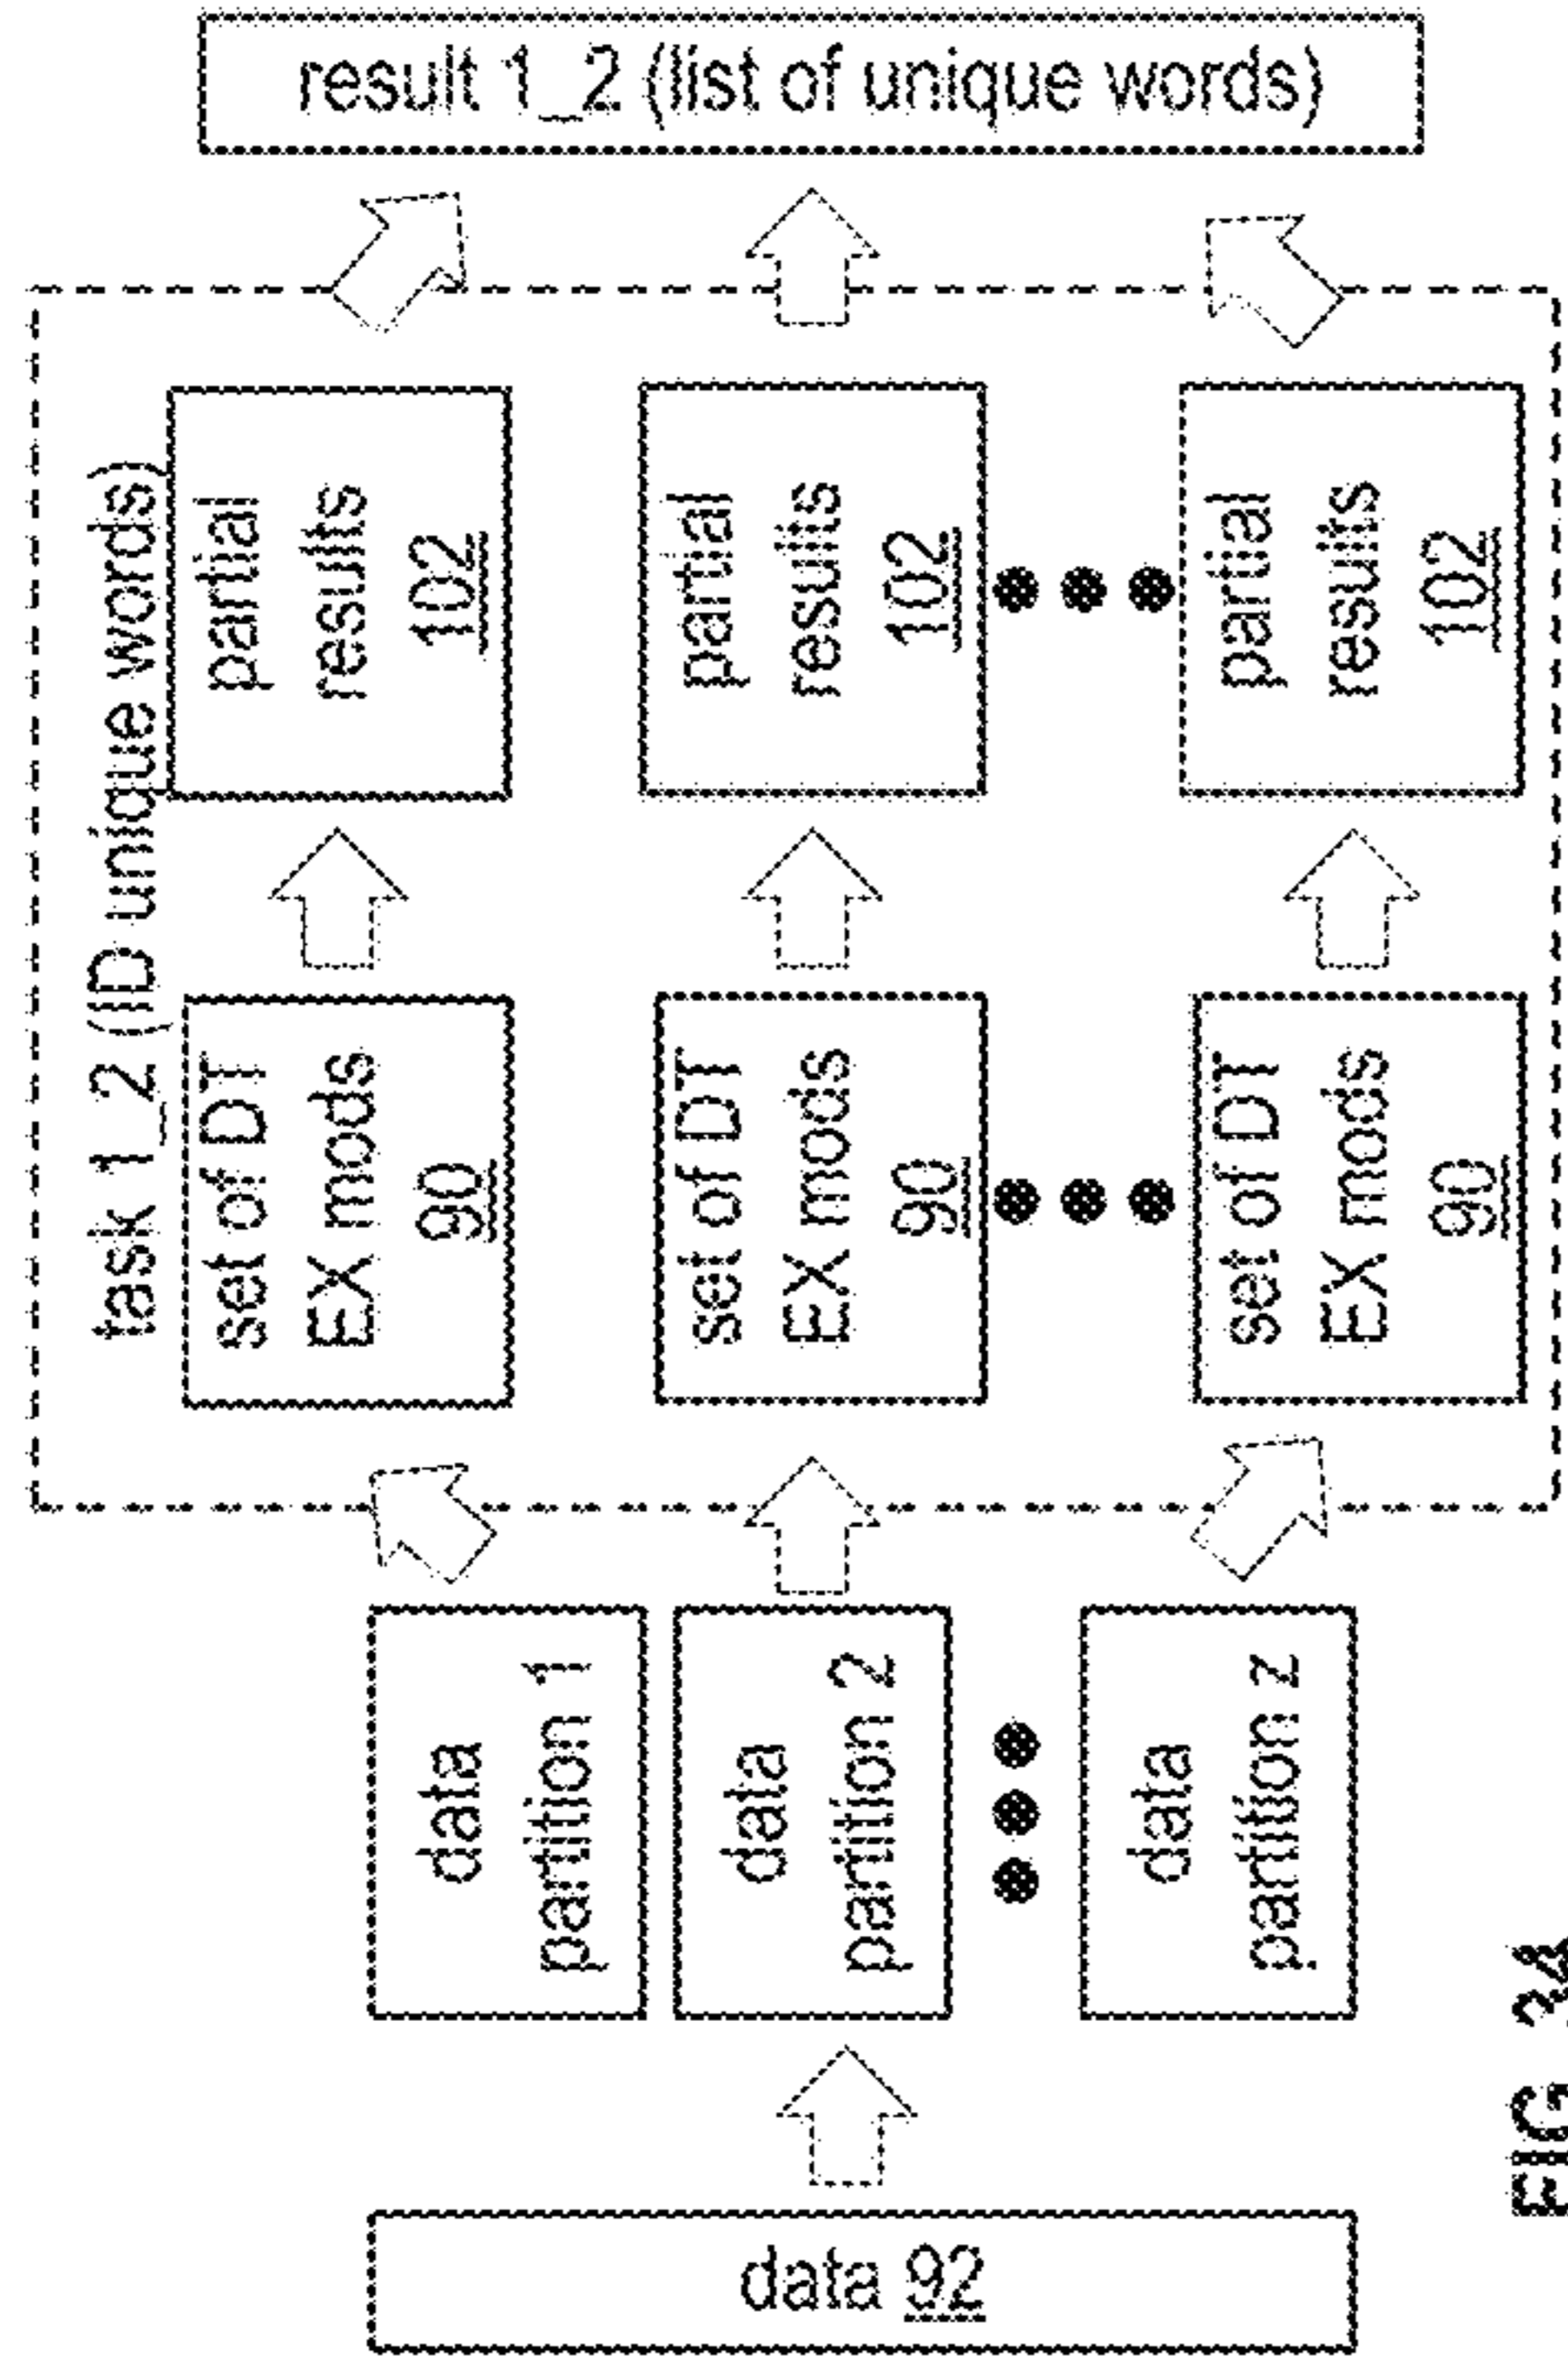 result 1_2 (list of unique words)
task 1_2 (ID unique words)
partial
results
102
partial
results
102
partial
results
102
set of DT
EX mods
90
set of DT
EX mods
90
set of DT
EX mods
90
data
partition 1
data
partition 2
data
partition z
data 92
FIG.